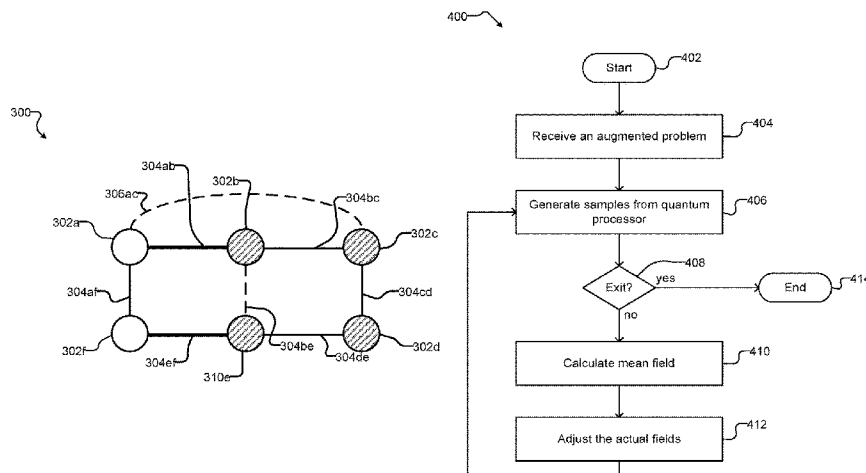 300
304ab
302b
306ac
304bc
302a
302c
304af
304cd
302f
304ef
304be
304de
302d
310e
400
Start
402
Receive an augmented problem
404
Generate samples from quantum
processor
406
408
Exit?
yes
End
414
no
Calculate mean field
410
Adjust the actual fields
412